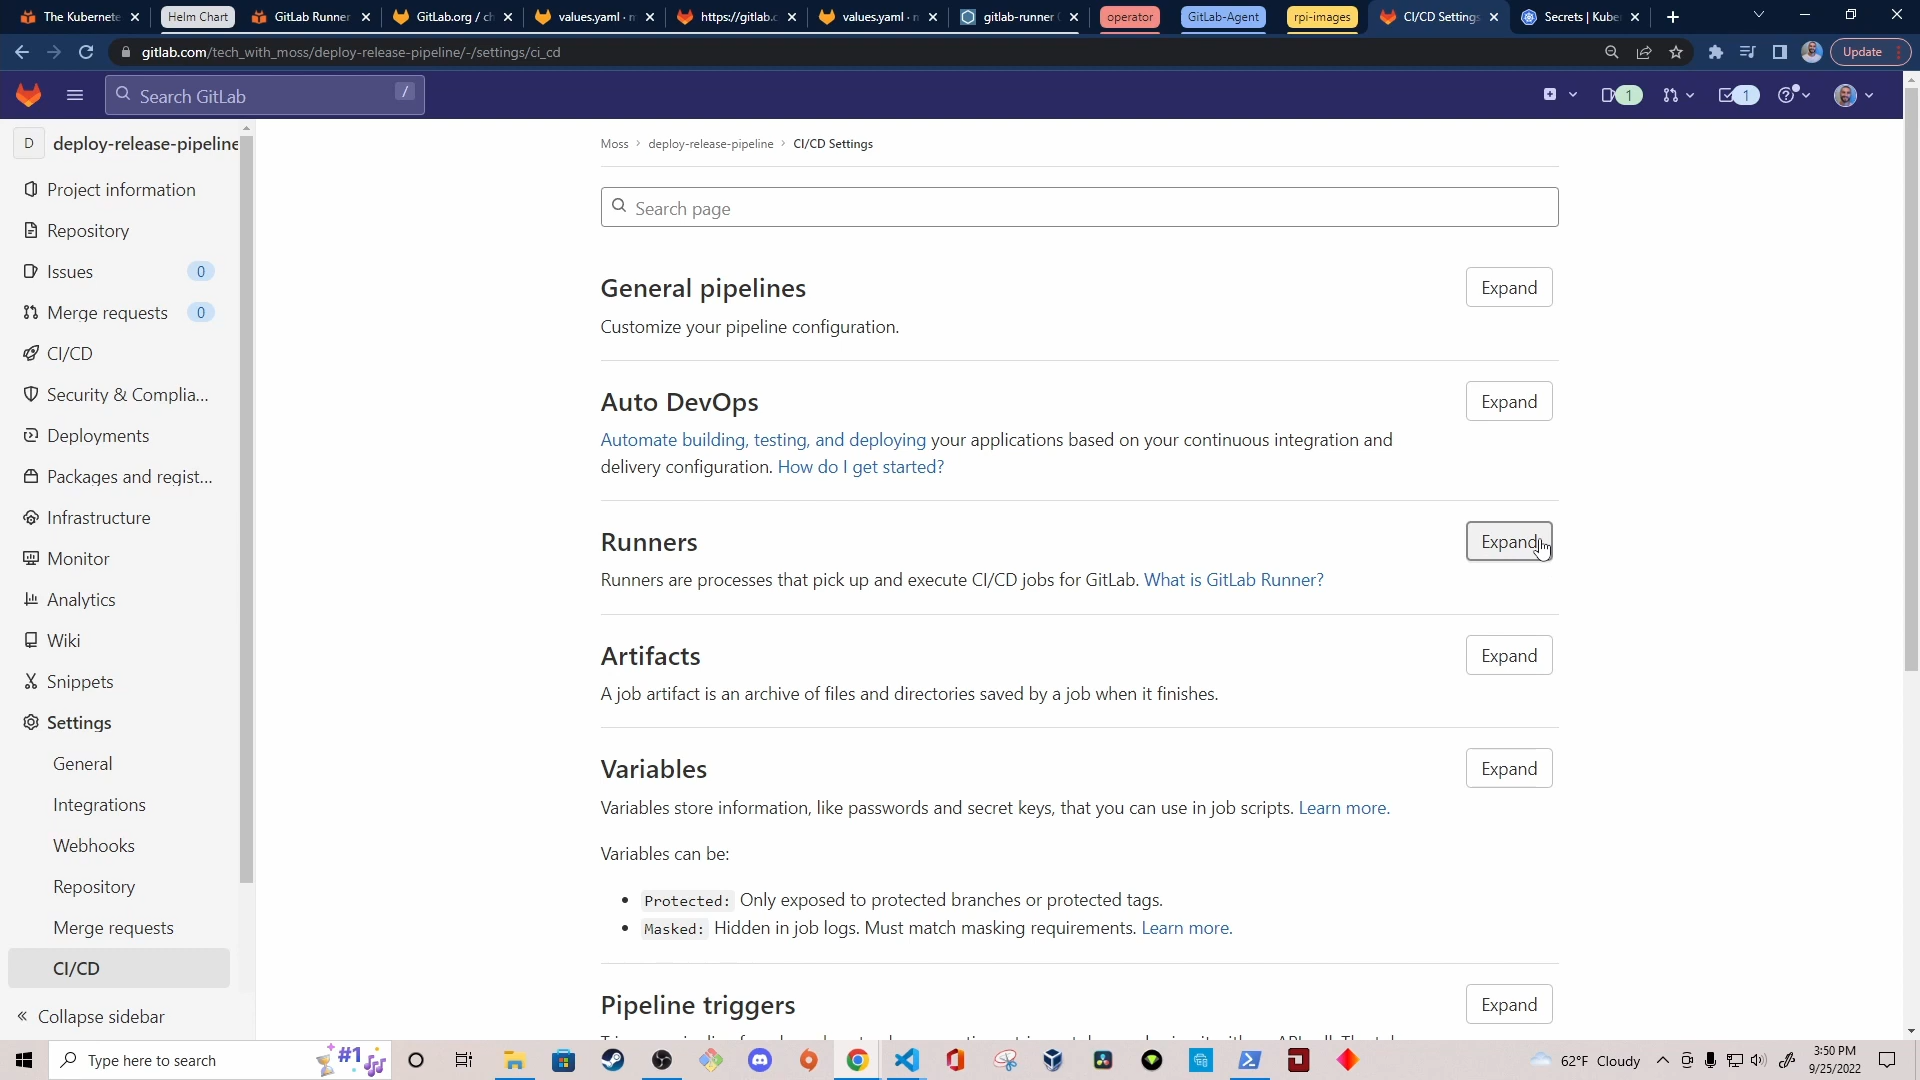 The Kubernete
Helm Chart
GitLab Runner
GitLab.org / ch
values.yaml · m
https://gitlab.c
values.yaml · m
gitlab-runner
operator
GitLab-Agent
rpi-images
CI/CD Settings
Secrets | Kube
gitlab.com/tech_with_moss/deploy-release-pipeline/-/settings/ci_cd
Update
Search GitLab
/
1
1
D
deploy-release-pipeline
Project information
Repository
Issues
0
Merge requests
0
CI/CD
Security & Complia...
Deployments
Packages and regist...
Infrastructure
Monitor
Analytics
Wiki
Snippets
Settings
General
Integrations
Webhooks
Repository
Merge requests
CI/CD
« Collapse sidebar
Moss › deploy-release-pipeline › CI/CD Settings
Search page
General pipelines
Expand
Customize your pipeline configuration.
Auto DevOps
Expand
Automate building, testing, and deploying your applications based on your continuous integration and
delivery configuration. How do I get started?
Runners
Expand
Runners are processes that pick up and execute CI/CD jobs for GitLab. What is GitLab Runner?
Artifacts
Expand
A job artifact is an archive of files and directories saved by a job when it finishes.
Variables
Expand
Variables store information, like passwords and secret keys, that you can use in job scripts. Learn more.
Variables can be:
• Protected: Only exposed to protected branches or protected tags.
• Masked: Hidden in job logs. Must match masking requirements. Learn more.
Pipeline triggers
Expand
Type here to search
#1
62°F Cloudy
3:50 PM
9/25/2022